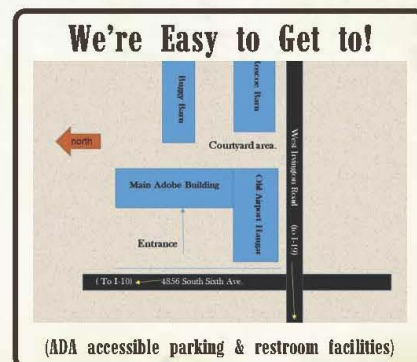 We're Easy to Get to!
Buggy Barn
Roscoe Barn
north
Courtyard area.
West Irvington Road (to I-19)
Main Adobe Building
Old Airport Hangar
Entrance
( To I-10)
4856 South Sixth Ave.
(ADA accessible parking & restroom facilities)